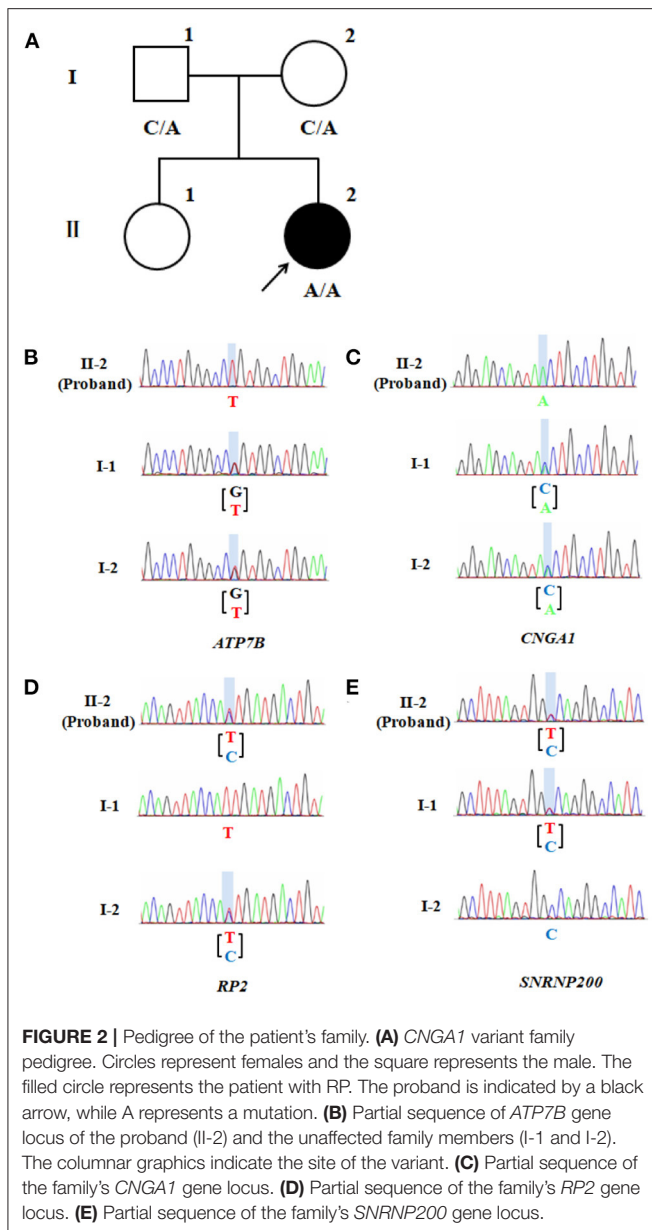 A
1
2
I
C/A
C/A
1
2
II
A/A
B
II-2
(Proband)
T
I-1
[G
T]
I-2
[G
T]
ATP7B
C
II-2
(Proband)
A
I-1
[C
A]
I-2
[C
A]
CNGA1
D
II-2
(Proband)
[T
C]
I-1
T
I-2
[T
C]
RP2
E
II-2
(Proband)
[T
C]
I-1
[T
C]
I-2
C
SNRNP200
FIGURE 2 | Pedigree of the patient's family. (A) CNGA1 variant family
pedigree. Circles represent females and the square represents the male. The
filled circle represents the patient with RP. The proband is indicated by a black
arrow, while A represents a mutation. (B) Partial sequence of ATP7B gene
locus of the proband (II-2) and the unaffected family members (I-1 and I-2).
The columnar graphics indicate the site of the variant. (C) Partial sequence of
the family's CNGA1 gene locus. (D) Partial sequence of the family's RP2 gene
locus. (E) Partial sequence of the family's SNRNP200 gene locus.